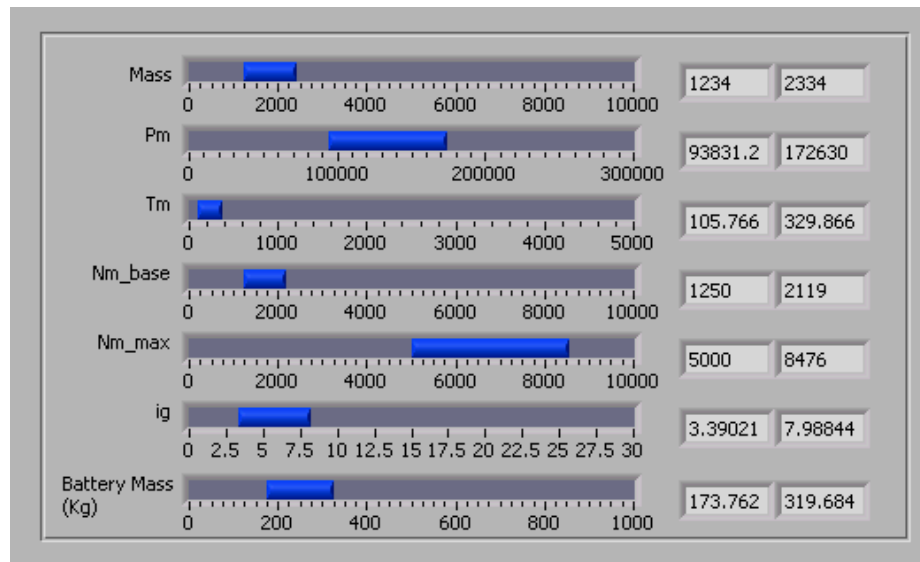 Mass
0 2000 4000 6000 8000 10000
1234 2334
Pm
0 100000 200000 300000
93831.2 172630
Tm
0 1000 2000 3000 4000 5000
105.766 329.866
Nm_base
0 2000 4000 6000 8000 10000
1250 2119
Nm_max
0 2000 4000 6000 8000 10000
5000 8476
ig
0 2.5 5 7.5 10 12.5 15 17.5 20 22.5 25 27.5 30
3.39021 7.98844
Battery Mass
(Kg)
0 200 400 600 800 1000
173.762 319.684